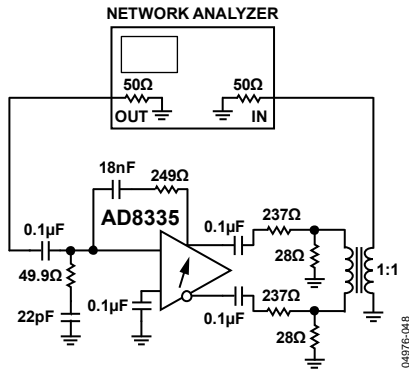 NETWORK ANALYZER
50Ω 50Ω
OUT IN
18nF 249Ω
AD8335
0.1µF 0.1µF 237Ω
49.9Ω 28Ω
1:1
0.1µF 237Ω
22pF 0.1µF 28Ω
04976-048